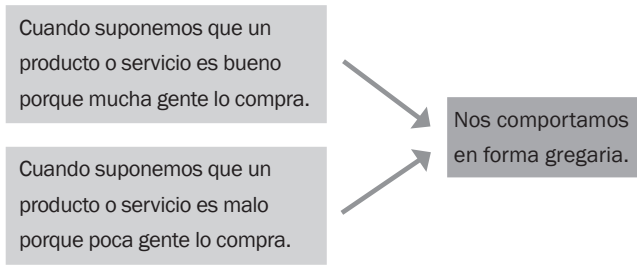 Cuando suponemos que un
producto o servicio es bueno
porque mucha gente lo compra.
Nos comportamos
en forma gregaria.
Cuando suponemos que un
producto o servicio es malo
porque poca gente lo compra.